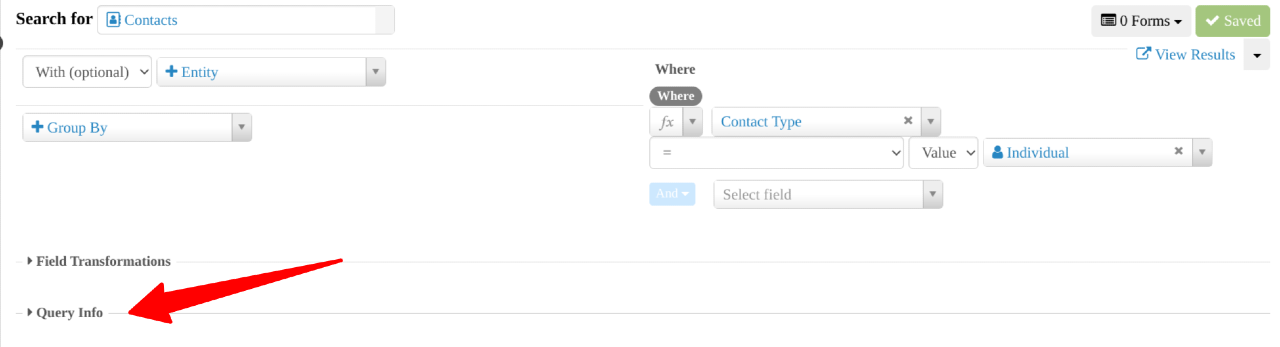 Search for Contacts 0 Forms Saved
View Results
With (optional) Entity Where
Where
Group By fx Contact Type
= Value Individual
And Select field
Field Transformations
Query Info